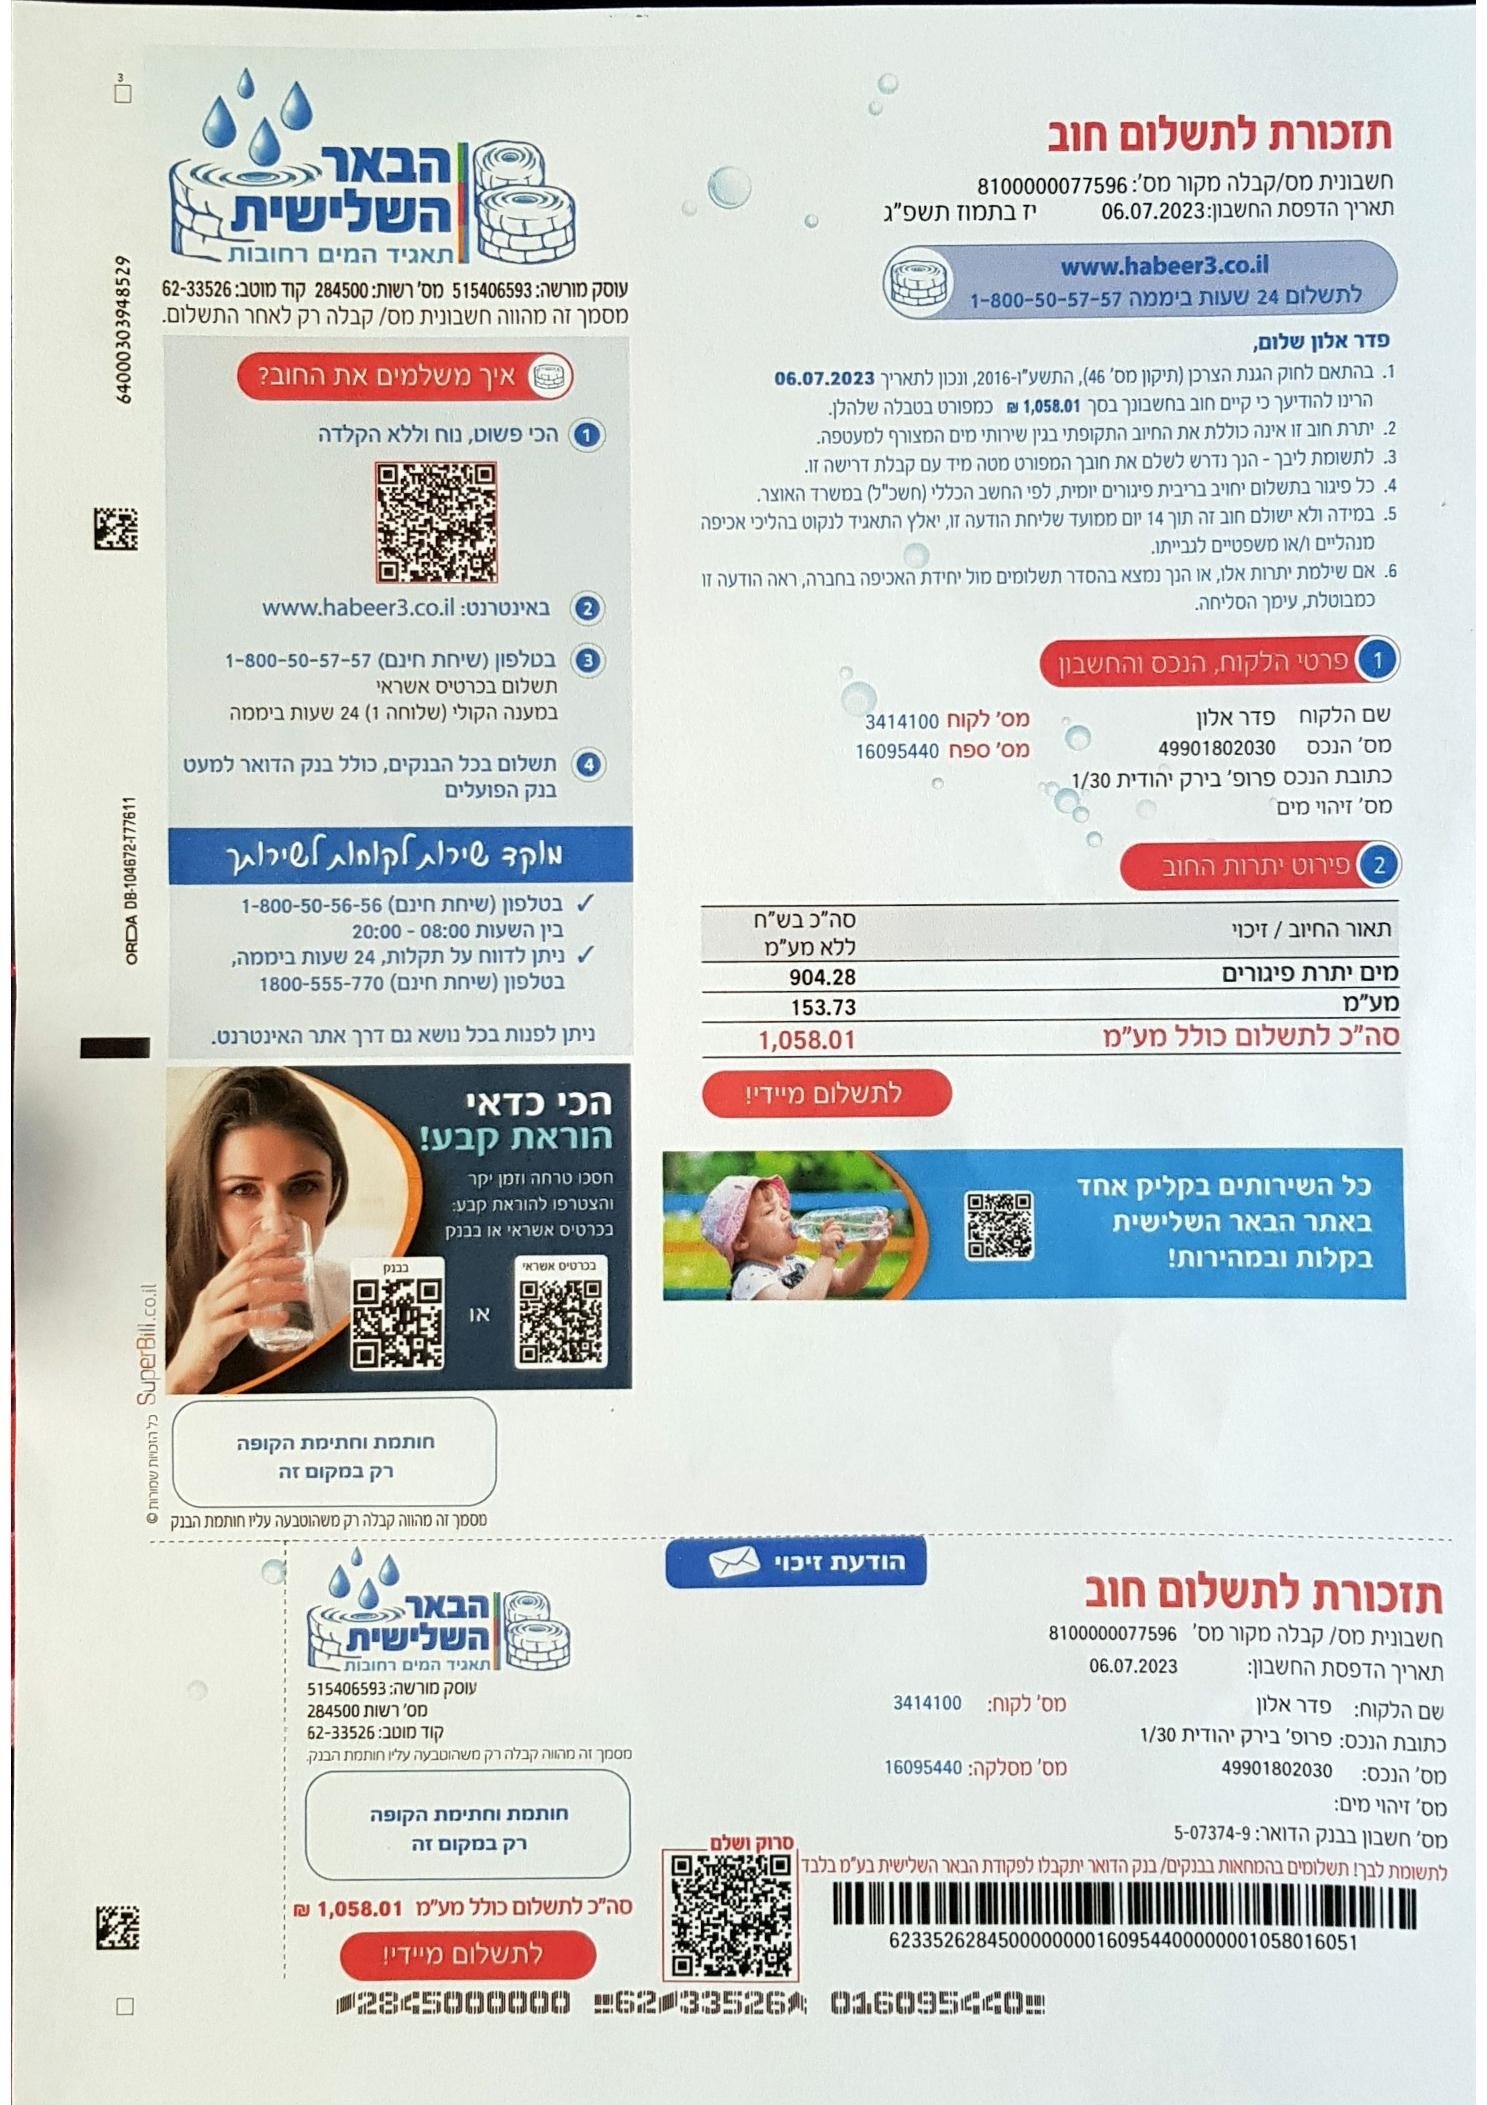 תזכורת לתשלום חוב
חשבונית מס/קבלה מקור מס': 8100000077596
תאריך הדפסת החשבון: 06.07.2023 יז בתמוז תשפ"ג
www.habeer3.co.il
לתשלום 24 שעות ביממה 1-800-50-57-57
פדר אלון שלום,
1. בהתאם לחוק הגנת הצרכן (תיקון מס' 46), התשע"ו-2016, ונכון לתאריך 06.07.2023
הרינו להודיעך כי קיים חוב בחשבונך בסך 1,058.01 ₪ כמפורט בטבלה שלהלן.
2. יתרת חוב זו אינה כוללת את החיוב התקופתי בגין שירותי מים המצורף למעטפה.
3. לתשומת ליבך - הנך נדרש לשלם את חובך המפורט מטה מיד עם קבלת דרישה זו.
4. כל פיגור בתשלום יחויב בריבית פיגורים יומית, לפי החשב הכללי (חשכ"ל) במשרד האוצר.
5. במידה ולא ישולם חוב זה תוך 14 יום ממועד שליחת הודעה זו, יאלץ התאגיד לנקוט בהליכי אכיפה
מנהליים ו/או משפטיים לגבייתו.
6. אם שילמת יתרות אלו, או הנך נמצא בהסדר תשלומים מול יחידת האכיפה בחברה, ראה הודעה זו
כמבוטלת, עימך הסליחה.
1 פרטי הלקוח, הנכס והחשבון
שם הלקוח פדר אלון מס' לקוח 3414100
מס' הנכס 49901802030 מס' ספח 16095440
כתובת הנכס פרופ' בירק יהודית 1/30
מס' זיהוי מים
2 פירוט יתרות החוב
תאור החיוב / זיכוי סה"כ בש"ח
ללא מע"מ
מים יתרת פיגורים 904.28
מע"מ 153.73
סה"כ לתשלום כולל מע"מ 1,058.01
לתשלום מיידי!
כל השירותים בקליק אחד
באתר הבאר השלישית
בקלות ובמהירות!
הבאר
השלישית
תאגיד המים רחובות
עוסק מורשה: 515406593 מס' רשות: 284500 קוד מוטב: 62-33526
מסמך זה מהווה חשבונית מס/ קבלה רק לאחר התשלום.
איך משלמים את החוב?
1 הכי פשוט, נוח וללא הקלדה
2 באינטרנט: www.habeer3.co.il
3 בטלפון (שיחת חינם) 1-800-50-57-57
תשלום בכרטיס אשראי
במענה הקולי (שלוחה 1) 24 שעות ביממה
4 תשלום בכל הבנקים, כולל בנק הדואר למעט
בנק הפועלים
מוקד שירות לקוחות לשירותך
✓ בטלפון (שיחת חינם) 1-800-50-56-56
בין השעות 08:00 - 20:00
✓ ניתן לדווח על תקלות, 24 שעות ביממה,
בטלפון (שיחת חינם) 1800-555-770
ניתן לפנות בכל נושא גם דרך אתר האינטרנט.
הכי כדאי
הוראת קבע!
חסכו טרחה וזמן יקר
והצטרפו להוראת קבע:
בכרטיס אשראי או בבנק
בכרטיס אשראי
או
בבנק
חותמת וחתימת הקופה
רק במקום זה
מסמך זה מהווה קבלה רק משהוטבעה עליו חותמת הבנק
3
64000303948529
ORDA DB-104672-T77611
© כל הזכויות שמורות SuperBill.co.il
הודעת זיכוי
תזכורת לתשלום חוב
חשבונית מס/ קבלה מקור מס' 8100000077596
תאריך הדפסת החשבון: 06.07.2023
שם הלקוח: פדר אלון מס' לקוח: 3414100
כתובת הנכס: פרופ' בירק יהודית 1/30
מס' הנכס: 49901802030 מס' מסלקה: 16095440
מס' זיהוי מים:
מס' חשבון בבנק הדואר: 5-07374-9
לתשומת לבך! תשלומים בהמחאות בבנקים/ בנק הדואר יתקבלו לפקודת הבאר השלישית בע"מ בלבד
623352628450000000016095440000000105801 6051
סרוק ושלם
הבאר
השלישית
תאגיד המים רחובות
עוסק מורשה: 515406593
מס' רשות 284500
קוד מוטב: 62-33526
מסמך זה מהווה קבלה רק משהוטבעה עליו חותמת הבנק.
חותמת וחתימת הקופה
רק במקום זה
סה"כ לתשלום כולל מע"מ 1,058.01 ₪
לתשלום מיידי!
⑈2845000000 ⑆62⑈33526⑉ 016095440⑆